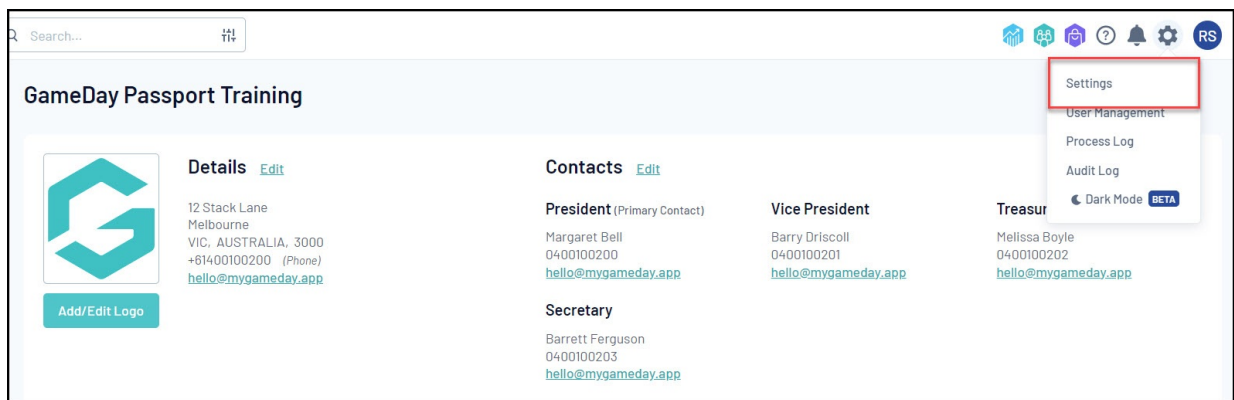 Search...
RS
Settings
User Management
Process Log
Audit Log
Dark Mode BETA
GameDay Passport Training
Add/Edit Logo
Details Edit
12 Stack Lane
Melbourne
VIC, AUSTRALIA, 3000
+61400100200 (Phone)
hello@mygameday.app
Contacts Edit
President (Primary Contact)
Margaret Bell
0400100200
hello@mygameday.app
Vice President
Barry Driscoll
0400100201
hello@mygameday.app
Treasur
Melissa Boyle
0400100202
hello@mygameday.app
Secretary
Barrett Ferguson
0400100203
hello@mygameday.app